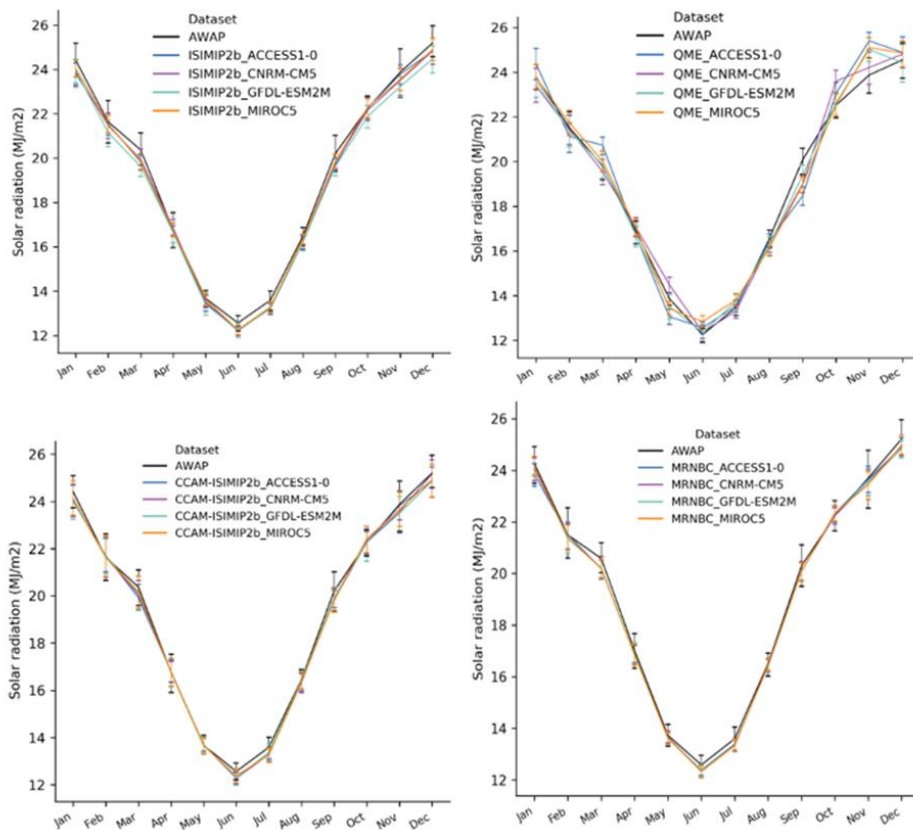 Solar radiation (MJ/m2)
26
24
22
20
18
16
14
12
Dataset
AWAP
ISIMIP2b_ACCESS1-0
ISIMIP2b_CNRM-CM5
ISIMIP2b_GFDL-ESM2M
ISIMIP2b_MIROC5
Jan Feb Mar Apr May Jun Jul Aug Sep Oct Nov Dec
Solar radiation (MJ/m2)
26
24
22
20
18
16
14
12
Dataset
AWAP
QME_ACCESS1-0
QME_CNRM-CM5
QME_GFDL-ESM2M
QME_MIROC5
Jan Feb Mar Apr May Jun Jul Aug Sep Oct Nov Dec
Solar radiation (MJ/m2)
26
24
22
20
18
16
14
12
Dataset
AWAP
CCAM-ISIMIP2b_ACCESS1-0
CCAM-ISIMIP2b_CNRM-CM5
CCAM-ISIMIP2b_GFDL-ESM2M
CCAM-ISIMIP2b_MIROC5
Jan Feb Mar Apr May Jun Jul Aug Sep Oct Nov Dec
Solar radiation (MJ/m2)
26
24
22
20
18
16
14
12
Dataset
AWAP
MRNBC_ACCESS1-0
MRNBC_CNRM-CM5
MRNBC_GFDL-ESM2M
MRNBC_MIROC5
Jan Feb Mar Apr May Jun Jul Aug Sep Oct Nov Dec